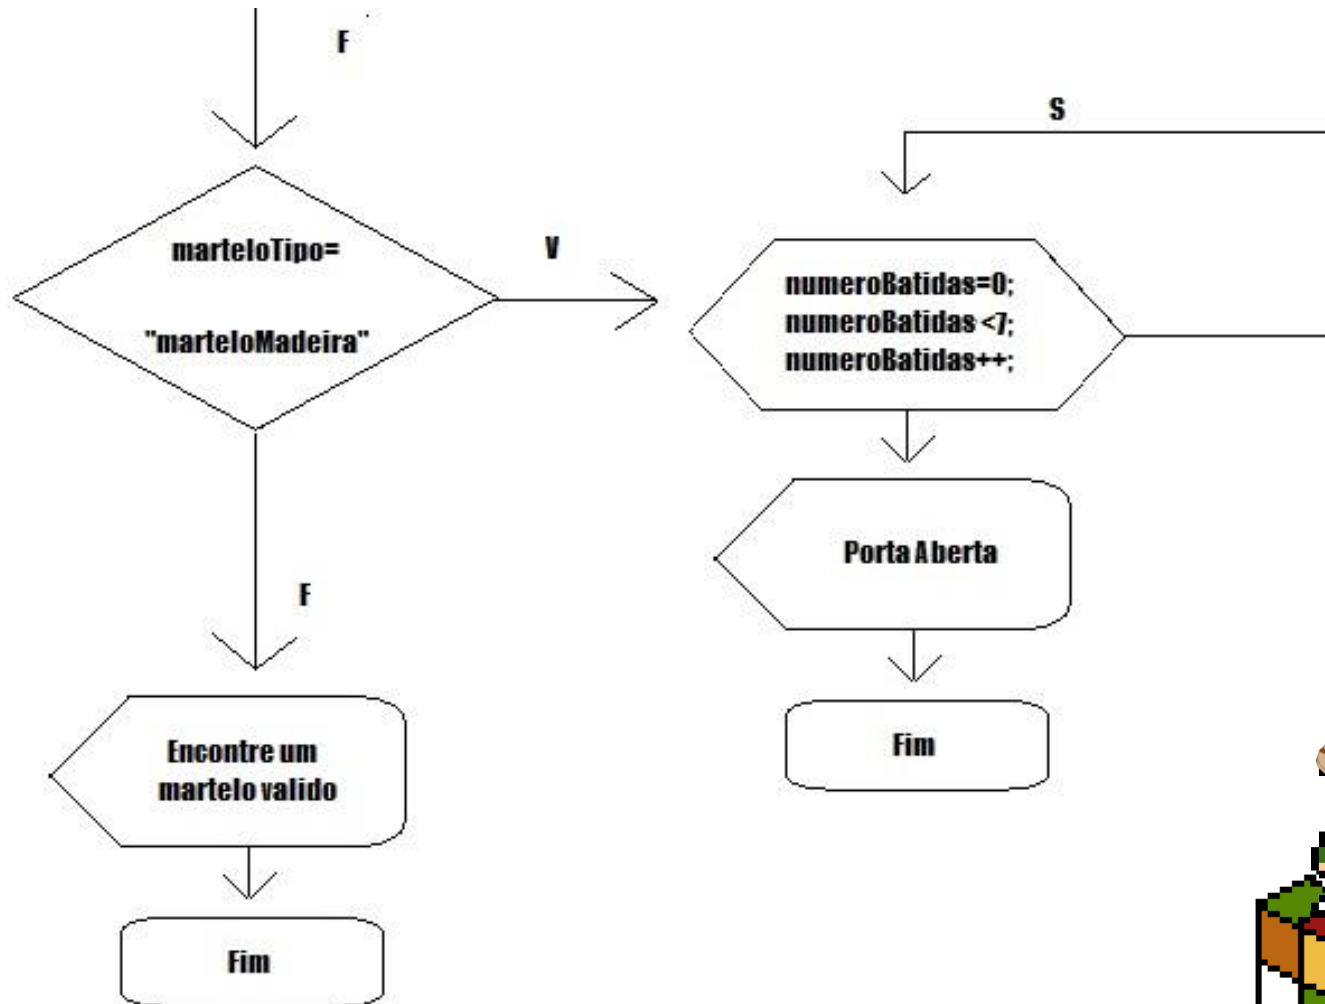 F
S
marteloTipo=
"marteloMadeira"
V
numeroBatidas=0;
numeroBatidas <7;
numeroBatidas++;
Porta Aberta
F
Encontre um
martelo valido
Fim
Fim